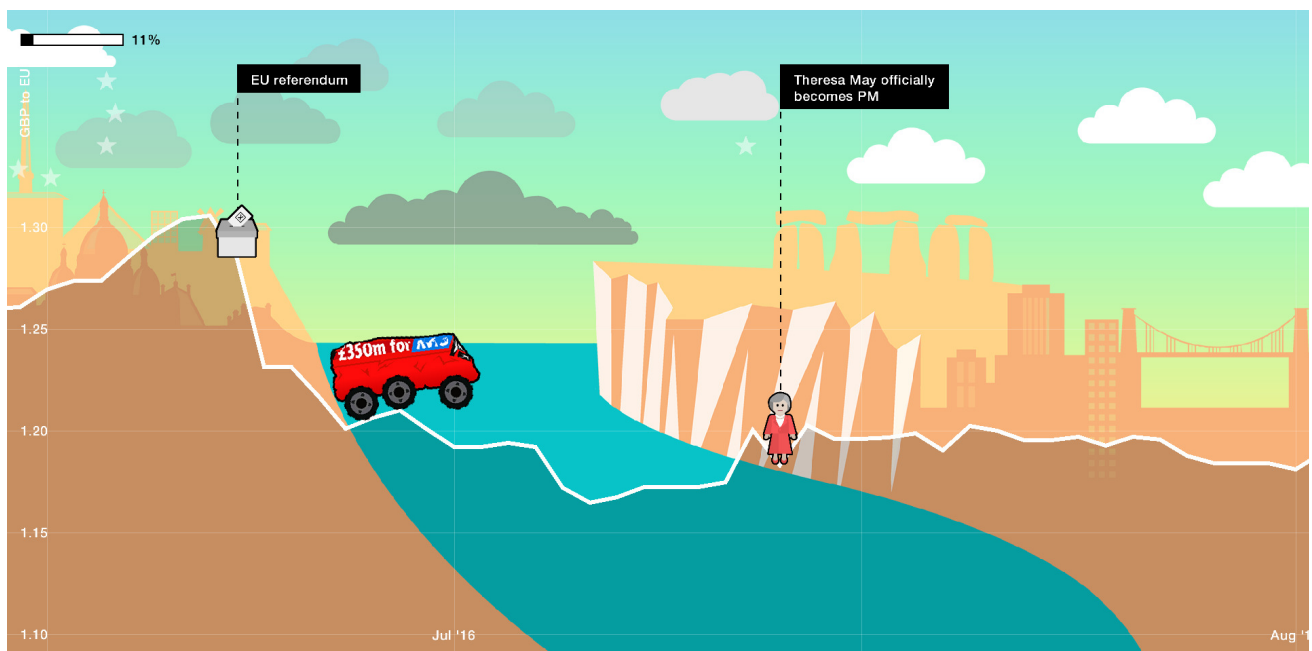 11%
GBP to EU
EU referendum
Theresa May officially
becomes PM
1.30
1.25
£350m for
1.20
1.15
1.10
Jul '16
Aug '1